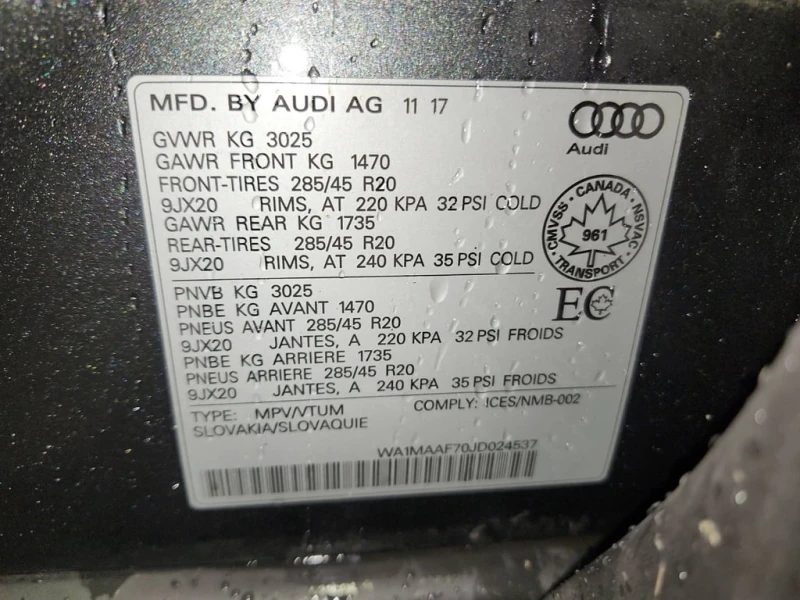 MFD. BY AUDI AG 11 17
Audi
GVWR KG 3025
GAWR FRONT KG 1470
FRONT-TIRES 285/45 R20
9JX20 RIMS, AT 220 KPA 32 PSI COLD
GAWR REAR KG 1735
REAR-TIRES 285/45 R20
9JX20 RIMS, AT 240 KPA 35 PSI COLD
CMVSS · CANADA · NSVAC
961
TRANSPORT
PNVB KG 3025
PNBE KG AVANT 1470
PNEUS AVANT 285/45 R20
9JX20 JANTES, A 220 KPA 32 PSI FROIDS
PNBE KG ARRIERE 1735
PNEUS ARRIERE 285/45 R20
9JX20 JANTES, A 240 KPA 35 PSI FROIDS
EC
TYPE: MPV/VTUM COMPLY: ICES/NMB-002
SLOVAKIA/SLOVAQUIE
WA1MAAF70JD024537